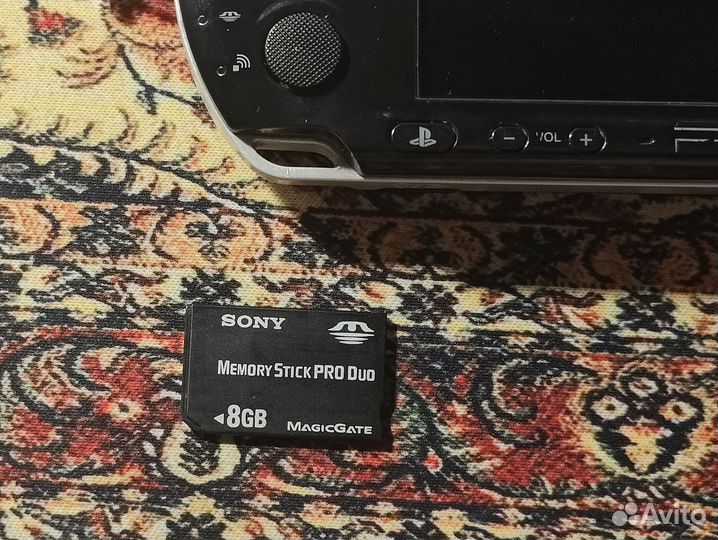 − VOL +
SONY
MEMORY STICK PRO DUO
◄8GB MAGICGATE
Avito